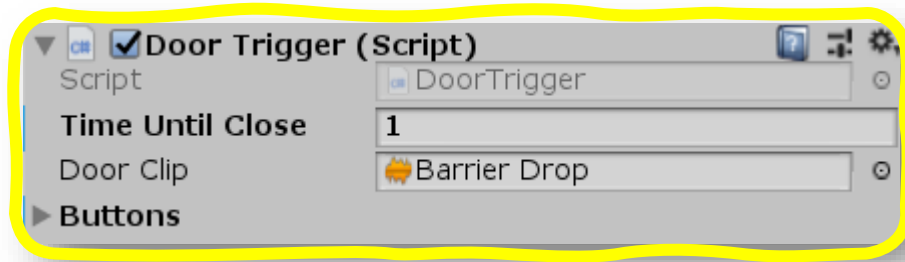 Door Trigger (Script)
Script DoorTrigger
Time Until Close 1
Door Clip Barrier Drop
Buttons